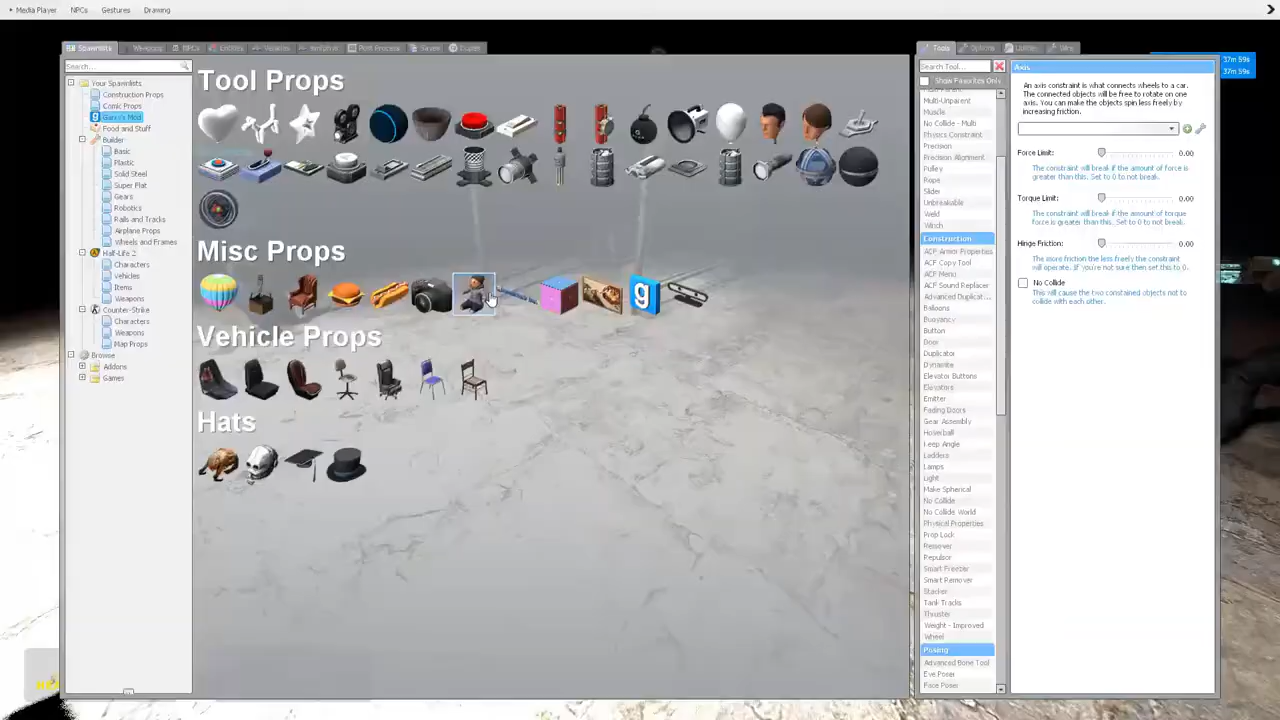 Media Player NPCs Gestures Drawing
Spawnlists Weapons NPCs Entities Vehicles Post Process Saves Dupes
Tools Options Utilities
Search...
Your Spawnlists
Construction Props
Comic Props
Garry's Mod
Food and Stuff
Builder
Basic
Plastic
Solid Steel
Super Flat
Gears
Robotics
Rails and Tracks
Airplane Props
Wheels and Frames
Half-Life 2
Characters
Vehicles
Items
Weapons
Counter-Strike
Characters
Weapons
Map Props
Browse
Addons
Games
Tool Props
Misc Props
g
Vehicle Props
Hats
Search Tool...
Show Favorites Only
Multi-Unparent
Muscle
No Collide - Multi
Physics Constraint
Precision
Precision Alignment
Pulley
Rope
Slider
Unbreakable
Weld
Winch
Construction
ACF Armor Properties
ACF Copy Tool
ACF Menu
ACF Sound Replacer
Advanced Duplicat...
Balloons
Buoyancy
Button
Door
Duplicator
Dynamite
Elevator Buttons
Elevators
Emitter
Fading Doors
Gear Assembly
Hoverball
Keep Angle
Ladders
Lamps
Light
Make Spherical
No Collide
No Collide World
Physical Properties
Prop Lock
Remover
Repulsor
Smart Freezer
Smart Remover
Stacker
Tank Tracks
Thruster
Weight - Improved
Wheel
Posing
Advanced Bone Tool
Eye Poser
Face Poser
Axis
An axis constraint is what connects wheels to a car.
The connected objects will be free to rotate on one
axis. You can make the objects spin less freely by
increasing friction.
Force Limit: 0.00
The constraint will break if the amount of force is
greater than this. Set to 0 to not break.
Torque Limit: 0.00
The constraint will break if the amount of torque
force is greater than this. Set to 0 to not break.
Hinge Friction: 0.00
The more friction the less freely the constraint
will operate. If you're not sure then set this to 0.
No Collide
This will cause the two constrained objects to not
collide with each other.
37m 59s
37m 59s